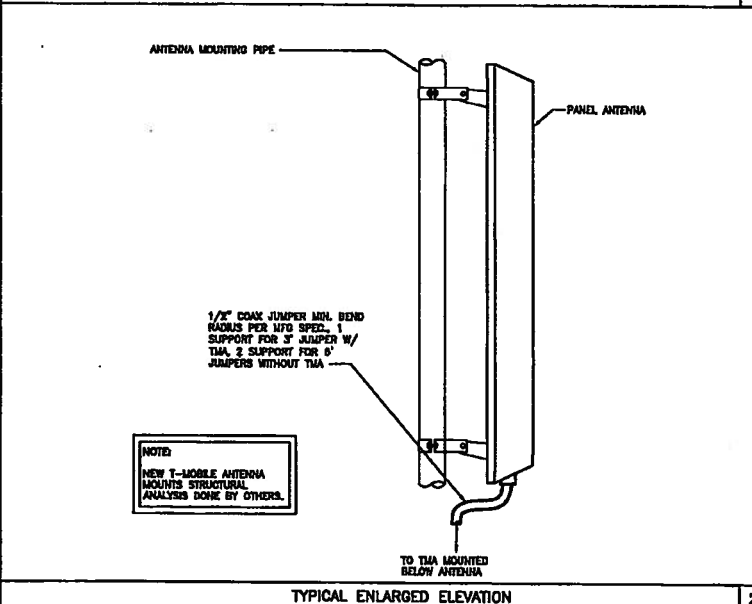 ANTENNA MOUNTING PIPE
PANEL ANTENNA
1/2" COAX JUMPER MIN. BEND
RADIUS PER MFG SPEC., 1
SUPPORT FOR 3' JUMPER W/
TMA, 2 SUPPORT FOR 6'
JUMPERS WITHOUT TMA
NOTE:
NEW T-MOBILE ANTENNA
MOUNTS STRUCTURAL
ANALYSIS DONE BY OTHERS.
TO TMA MOUNTED
BELOW ANTENNA
TYPICAL ENLARGED ELEVATION
2